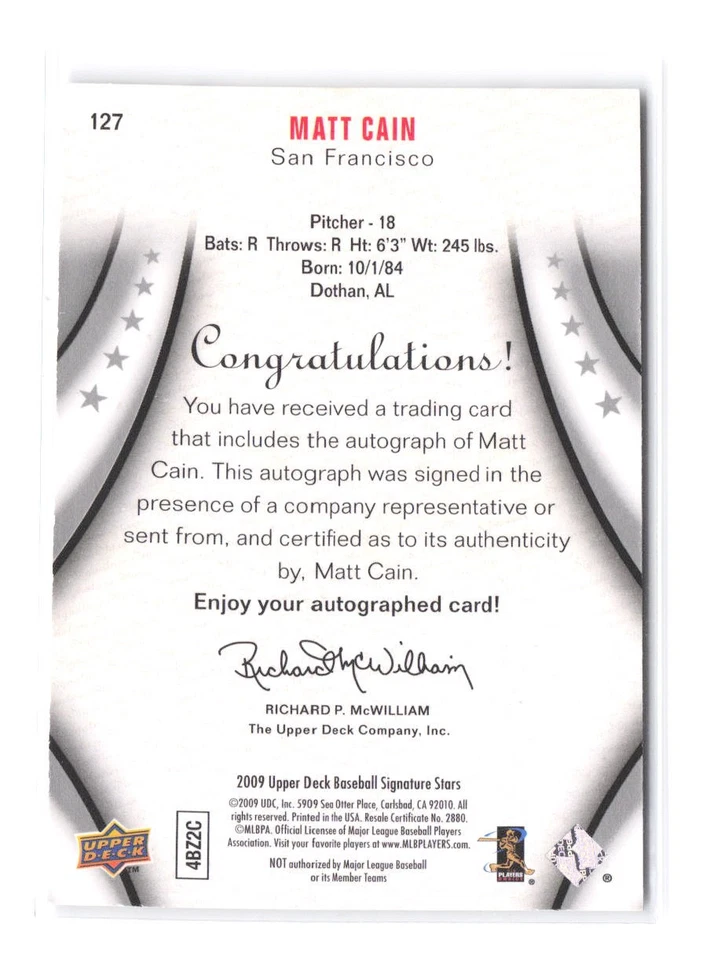 127
MATT CAIN
San Francisco
Pitcher - 18
Bats: R Throws: R Ht: 6'3" Wt: 245 lbs.
Born: 10/1/84
Dothan, AL
Congratulations!
You have received a trading card
that includes the autograph of Matt
Cain. This autograph was signed in the
presence of a company representative or
sent from, and certified as to its authenticity
by, Matt Cain.
Enjoy your autographed card!
Richard McWilliam
RICHARD P. McWILLIAM
The Upper Deck Company, Inc.
2009 Upper Deck Baseball Signature Stars
©2009 UDC, Inc. 5909 Sea Otter Place, Carlsbad, CA 92010. All
rights reserved. Printed in the USA. Resale Certificate No. 2880.
©MLBPA. Official Licensee of Major League Baseball Players
Association. Visit your favorite players at www.MLBPLAYERS.com.
NOT authorized by Major League Baseball
or its Member Teams
UPPER
D·E·C·K
TM
4BZ2C
PLAYERS
CHOICE
®
®